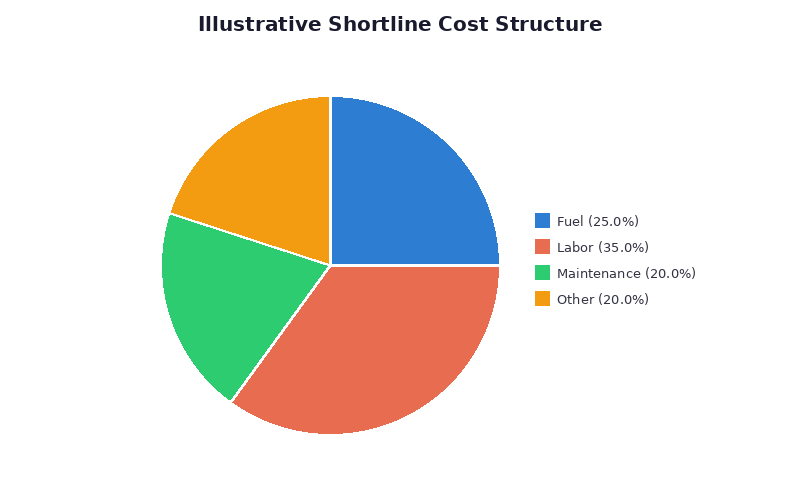 Illustrative Shortline Cost Structure
Fuel (25.0%)
Labor (35.0%)
Maintenance (20.0%)
Other (20.0%)